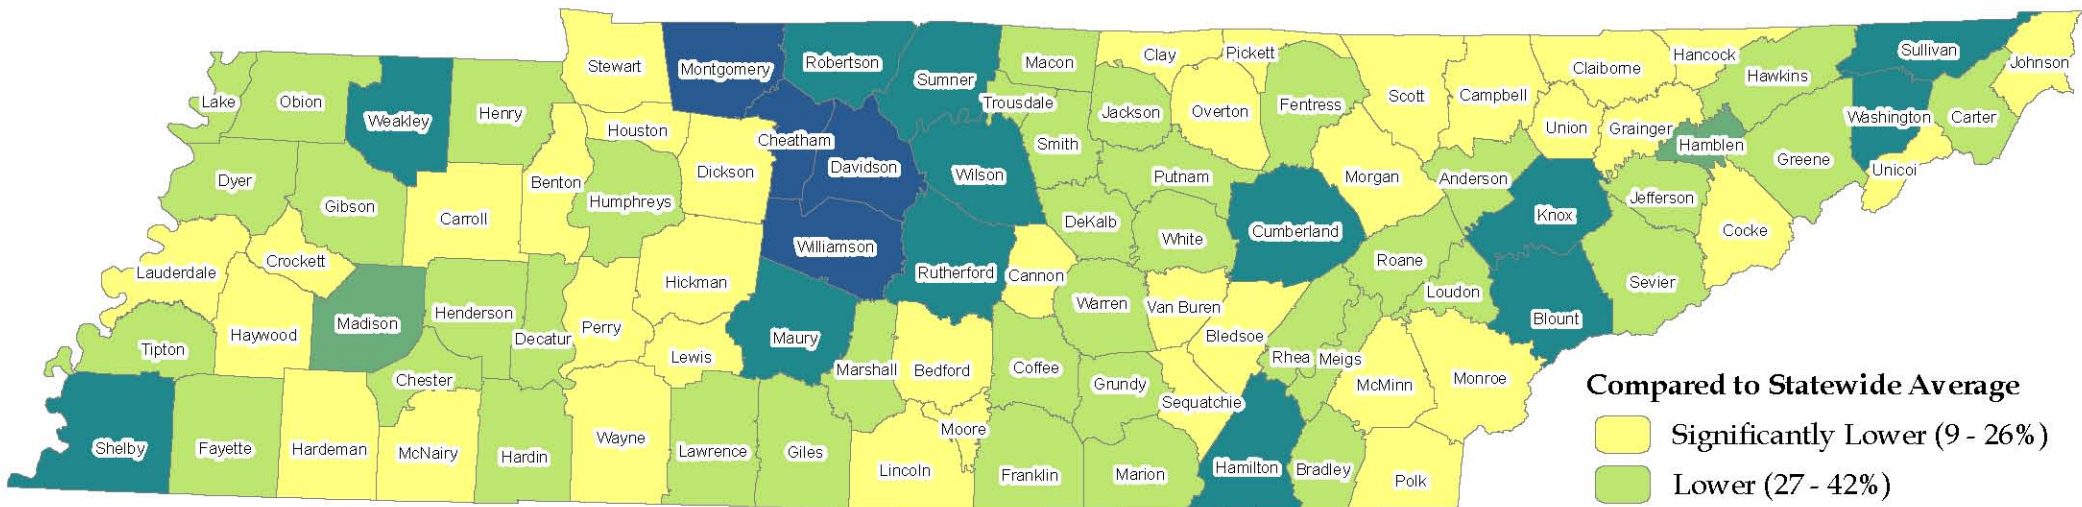 Stewart
Montgomery
Robertson
Sumner
Macon
Clay
Pickett
Hancock
Sullivan
Johnson
Lake
Obion
Weakley
Henry
Houston
Cheatham
Trousdale
Jackson
Overton
Fentress
Scott
Campbell
Claiborne
Hawkins
Washington
Carter
Union
Grainger
Hamblen
Greene
Unicoi
Dyer
Gibson
Carroll
Benton
Humphreys
Dickson
Davidson
Wilson
Smith
Putnam
Morgan
Anderson
Jefferson
Cocke
DeKalb
White
Cumberland
Knox
Lauderdale
Crockett
Williamson
Rutherford
Cannon
Hickman
Roane
Loudon
Sevier
Blount
Tipton
Haywood
Madison
Henderson
Decatur
Perry
Lewis
Maury
Marshall
Bedford
Coffee
Warren
Van Buren
Bledsoe
Rhea
Meigs
McMinn
Monroe
Chester
Grundy
Sequatchie
Moore
Shelby
Fayette
Hardeman
McNairy
Hardin
Wayne
Lawrence
Giles
Lincoln
Franklin
Marion
Hamilton
Bradley
Polk
Compared to Statewide Average
Significantly Lower (9 - 26%)
Lower (27 - 42%)